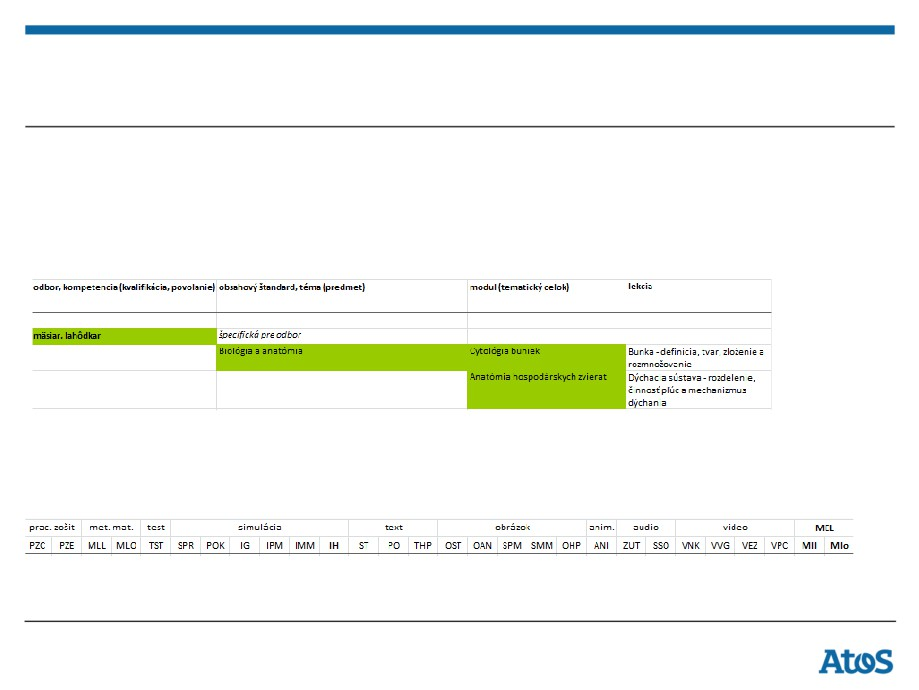 odbor, kompetencia (kvalifikácia, povolanie) obsahový štandard, téma (predmet) modul (tematický celok) lekcia
mäsiar, lahôdkar špecifická pre odbor
Biológia a anatómia Cytológia buniek Bunka - definícia, tvar, zloženie a
rozmnožovanie
Anatómia hospodárskych zvierat Dýchacia sústava - rozdelenie,
činnosť pľúc a mechanizmus
dýchania
prac. zošit met. mat. test simulácia text obrázok anim. audio video MEL
PZC PZE MLL MLO TST SPR POK IG IPM IMM IH ST PO THP OST OAN SPM SMM OHP ANI ZUT SSO VNK VVG VEZ VPC MII MIo
AtoS